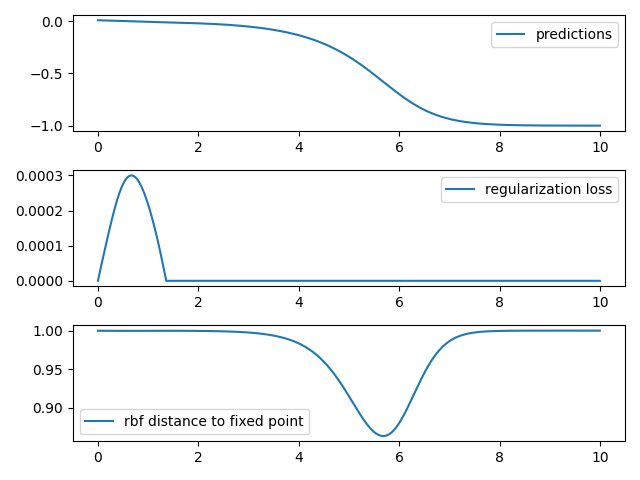 0.0
−0.5
−1.0
predictions
0 2 4 6 8 10
0.0003
0.0002
0.0001
0.0000
regularization loss
0 2 4 6 8 10
1.00
0.95
0.90
rbf distance to fixed point
0 2 4 6 8 10